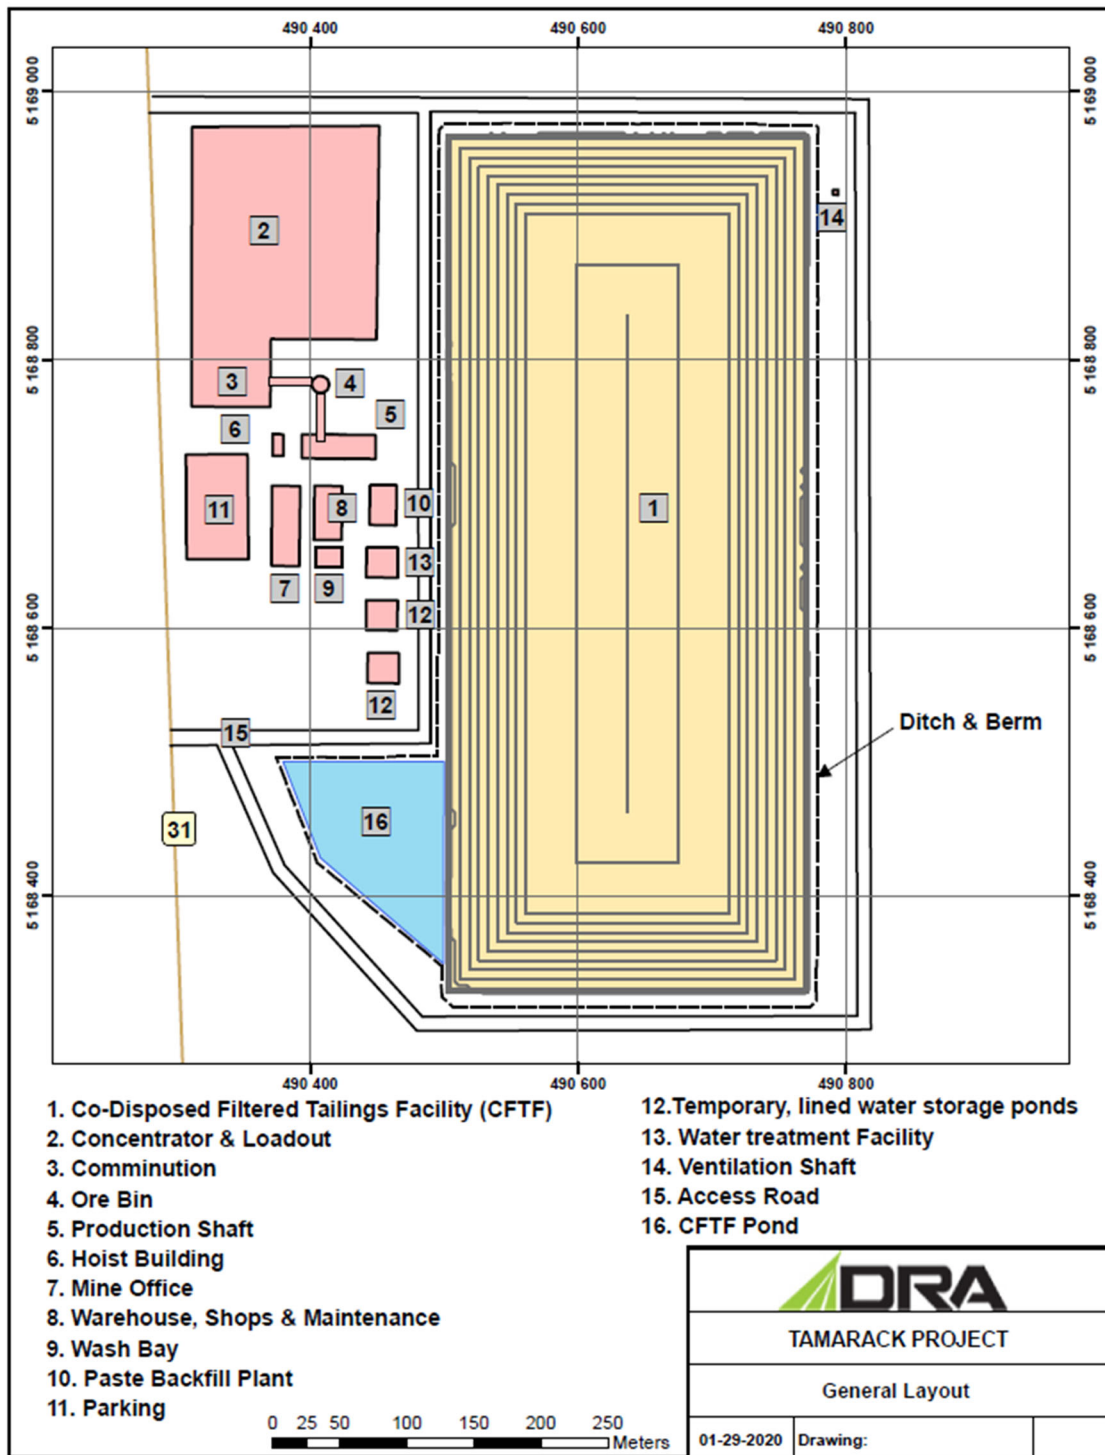 490 400 490 600 490 800
5 169 000 5 169 000
14
2
5 168 800 5 168 800
3 4
5
6
11 8 10 1
13
7 9
12
5 168 600 5 168 600
12
15 Ditch & Berm
16
31
5 168 400 5 168 400
490 400 490 600 490 800
1. Co-Disposed Filtered Tailings Facility (CFTF)
2. Concentrator & Loadout
3. Comminution
4. Ore Bin
5. Production Shaft
6. Hoist Building
7. Mine Office
8. Warehouse, Shops & Maintenance
9. Wash Bay
10. Paste Backfill Plant
11. Parking
12.Temporary, lined water storage ponds
13. Water treatment Facility
14. Ventilation Shaft
15. Access Road
16. CFTF Pond
0 25 50 100 150 200 250
Meters
DRA
TAMARACK PROJECT
General Layout
01-29-2020 Drawing: